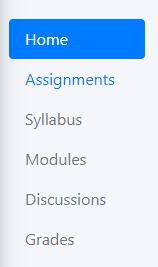 Home
Assignments
Syllabus
Modules
Discussions
Grades